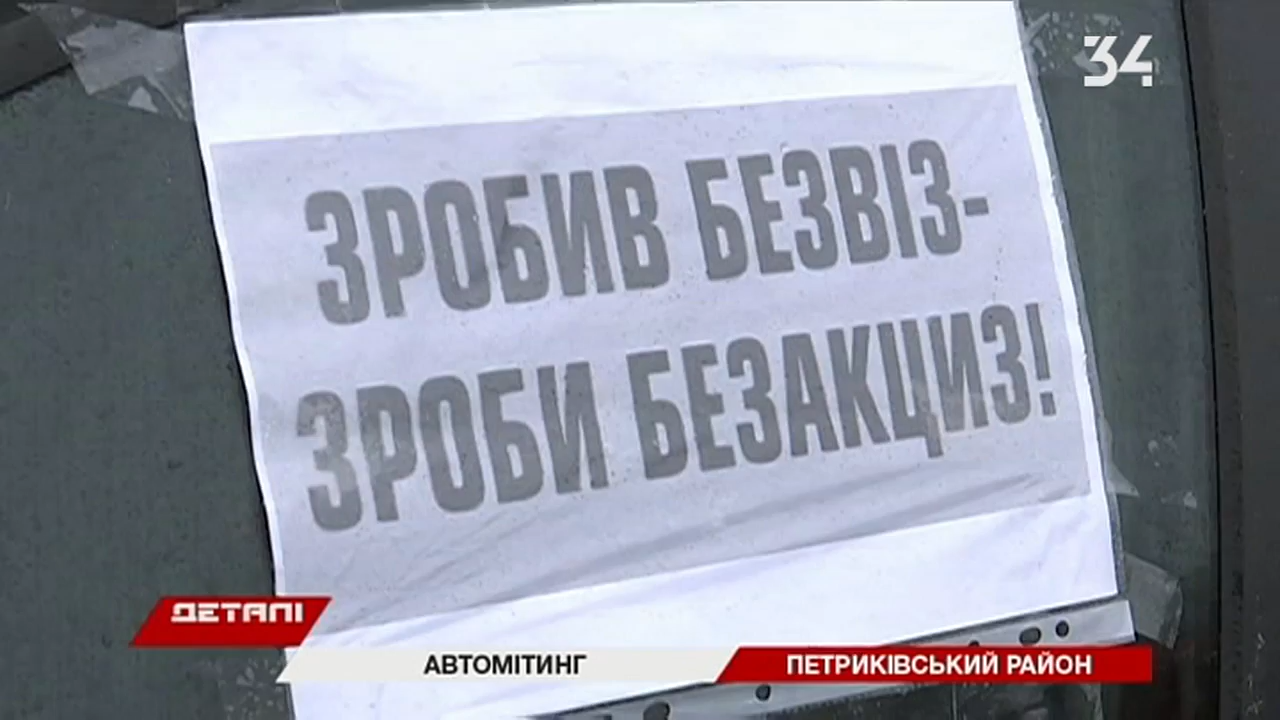 34
ЗРОБИВ БЕЗВІЗ-
ЗРОБИ БЕЗАКЦИЗ!
ДЕТАЛІ
АВТОМІТИНГ
ПЕТРИКІВСЬКИЙ РАЙОН